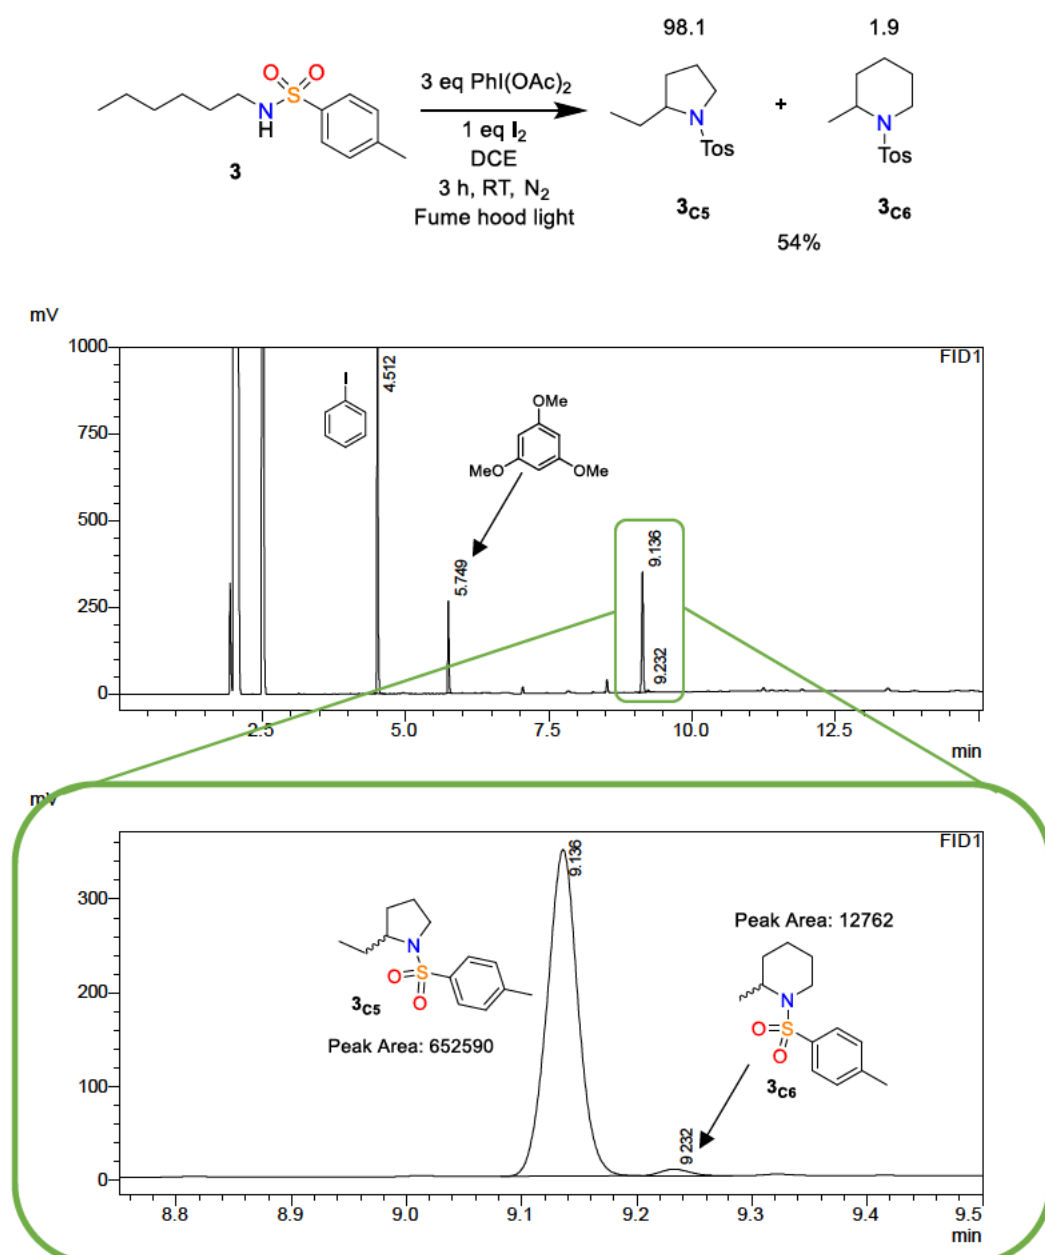 98.1 1.9
O O
N S
H
3 eq PhI(OAc)2
1 eq I2
DCE
3 h, RT, N2
Fume hood light
3
N
Tos
+
N
Tos
3C5 3C6
54%
mV
FID1
1000
750
500
250
0
I
4.512
OMe
MeO OMe
5.749
9.136
9.232
2.5 5.0 7.5 10.0 12.5
min
mV
FID1
300
200
100
0
9.136
N
O S
O
3C5
Peak Area: 652590
Peak Area: 12762
N
O S
O
3C6
9.232
8.8 8.9 9.0 9.1 9.2 9.3 9.4 9.5
min